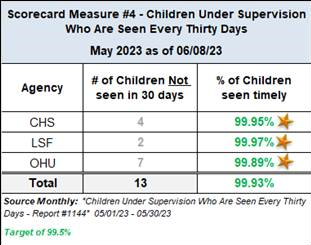 Scorecard Measure #4 - Children Under Supervision
Who Are Seen Every Thirty Days
May 2023 as of 06/08/23
Agency # of Children Not seen in 30 days % of Children seen timely
CHS 4 99.95%
LSF 2 99.97%
OHU 7 99.89%
Total 13 99.93%
Source Monthly: "Children Under Supervision Who Are Seen Every Thirty
Days - Report #1144" 05/01/23 - 05/30/23
Target of 99.5%